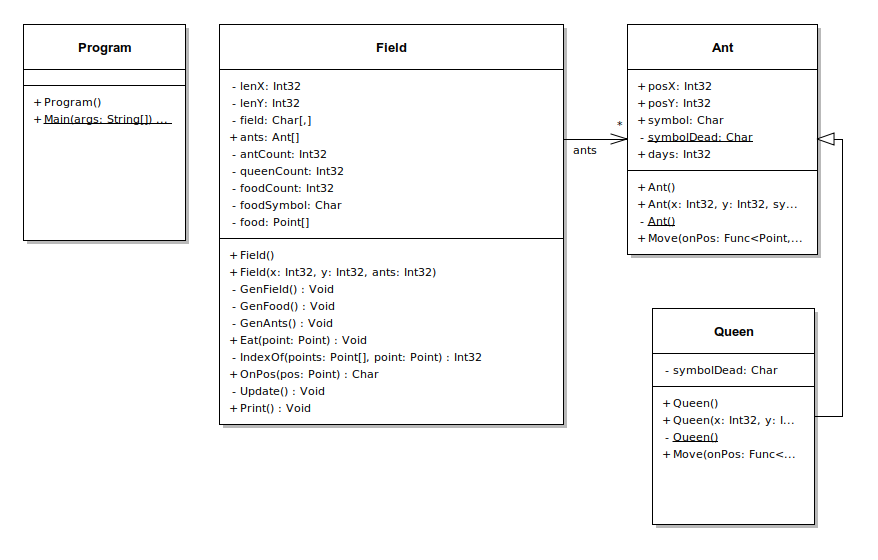 Program
+ Program()
+ Main(args: String[]) ...
Field
- lenX: Int32
- lenY: Int32
- field: Char[,]
+ ants: Ant[]
- antCount: Int32
- queenCount: Int32
- foodCount: Int32
- foodSymbol: Char
- food: Point[]
+ Field()
+ Field(x: Int32, y: Int32, ants: Int32)
- GenField() : Void
- GenFood() : Void
- GenAnts() : Void
+ Eat(point: Point) : Void
- IndexOf(points: Point[], point: Point) : Int32
+ OnPos(pos: Point) : Char
- Update() : Void
+ Print() : Void
*
ants
Ant
+ posX: Int32
+ posY: Int32
+ symbol: Char
- symbolDead: Char
+ days: Int32
+ Ant()
+ Ant(x: Int32, y: Int32, sy...
- Ant()
+ Move(onPos: Func<Point,...
Queen
- symbolDead: Char
+ Queen()
+ Queen(x: Int32, y: I...
- Queen()
+ Move(onPos: Func<...